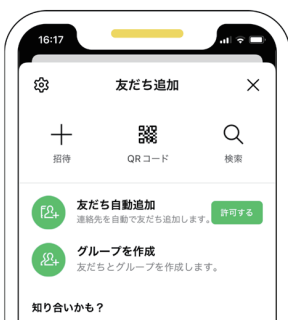 16:17
友だち追加
招待
QRコード
検索
友だち自動追加
連絡先を自動で友だち追加します。
許可する
グループを作成
友だちとグループを作成します。
知り合いかも？